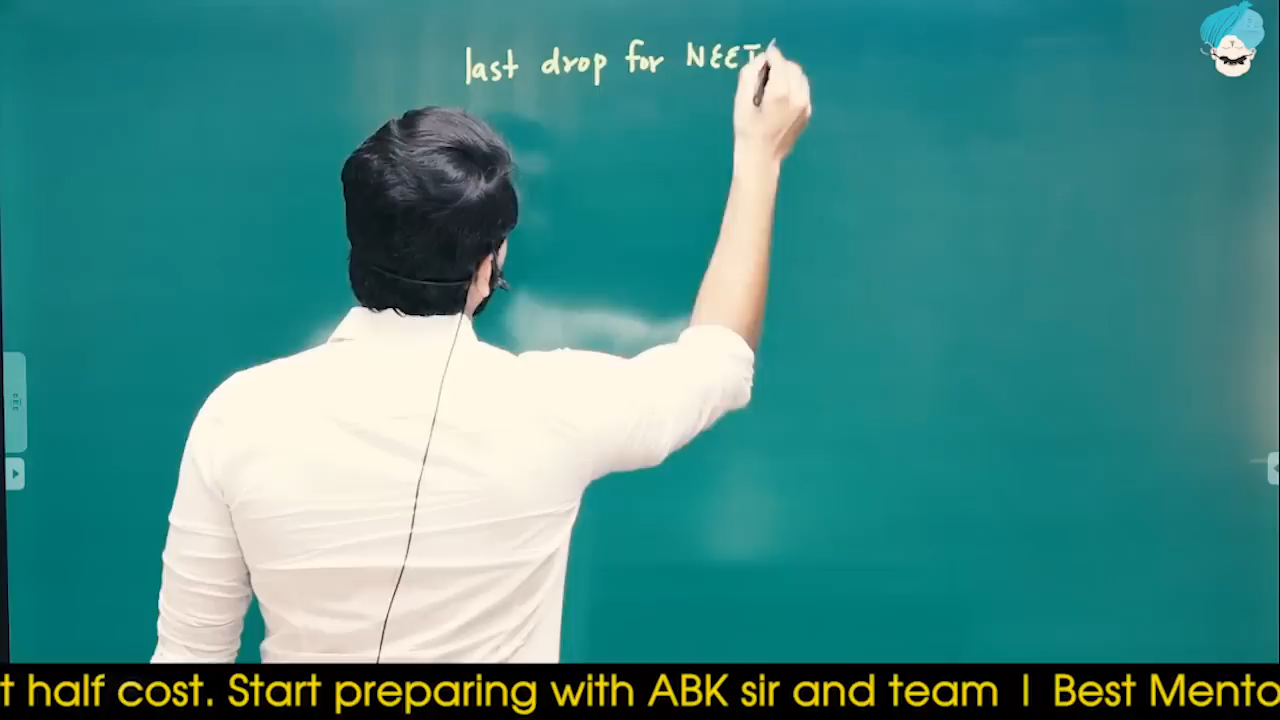 last drop for NEET
t half cost. Start preparing with ABK sir and team | Best Mento